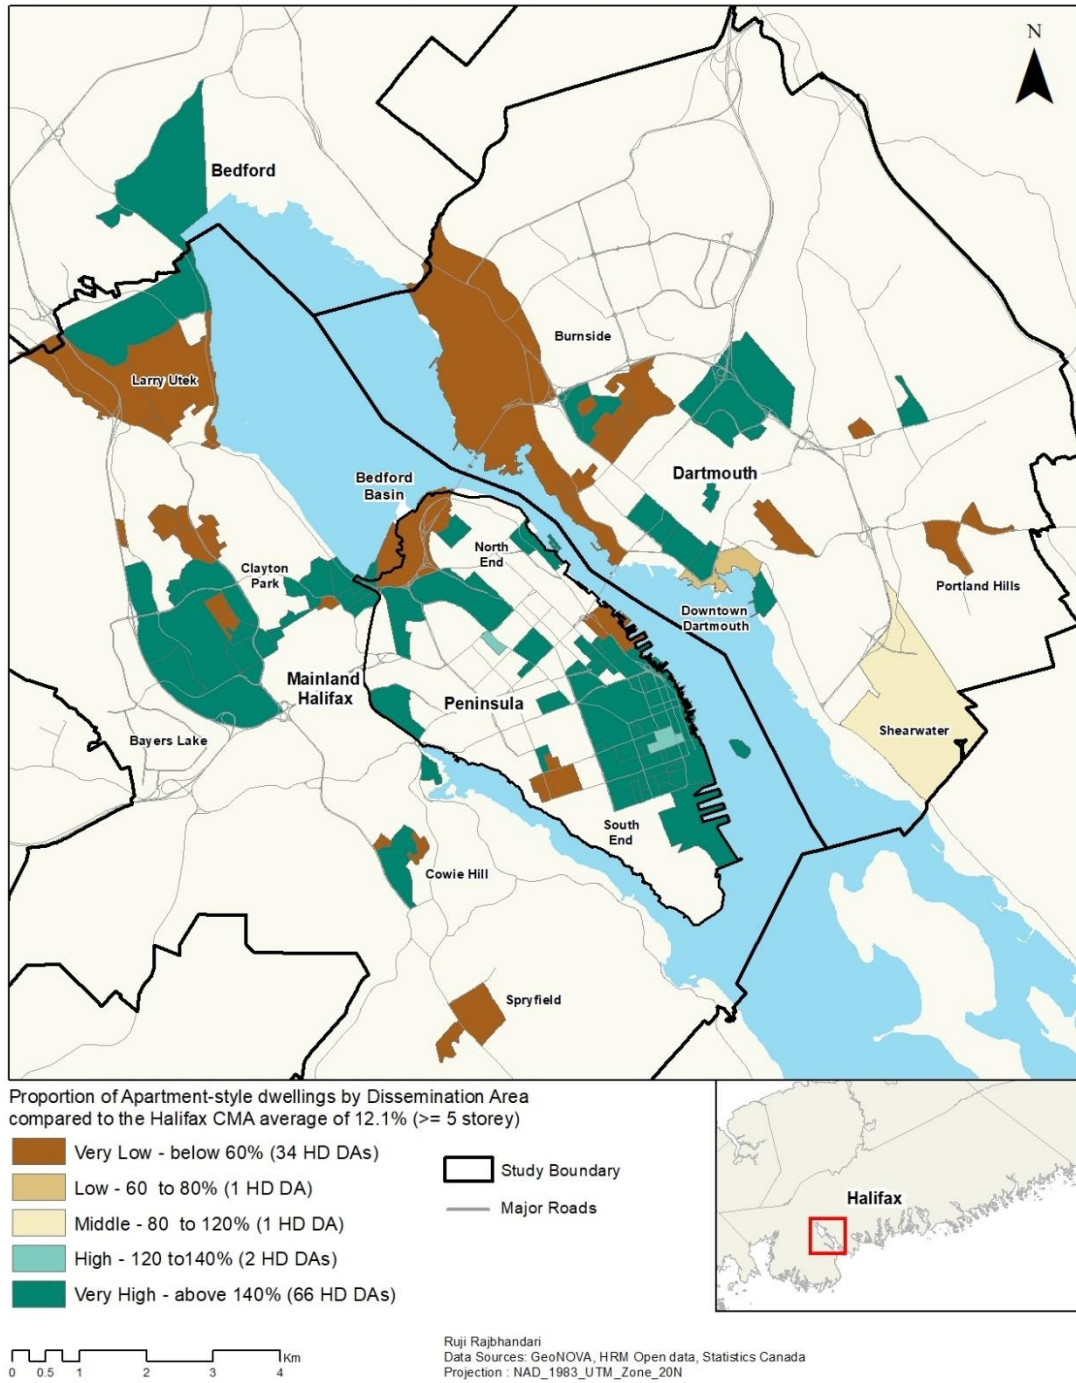 N
Bedford
Burnside
Larry Utek
Bedford
Basin
Dartmouth
North
End
Clayton
Park
Portland Hills
Downtown
Dartmouth
Mainland
Halifax
Peninsula
Shearwater
Bayers Lake
South
End
Cowie Hill
Spryfield
Proportion of Apartment-style dwellings by Dissemination Area
compared to the Halifax CMA average of 12.1% (>= 5 storey)
Very Low - below 60% (34 HD DAs)
Low - 60 to 80% (1 HD DA)
Middle - 80 to 120% (1 HD DA)
High - 120 to140% (2 HD DAs)
Very High - above 140% (66 HD DAs)
Study Boundary
Major Roads
Halifax
Km
0 0.5 1 2 3 4
Ruji Rajbhandari
Data Sources: GeoNOVA, HRM Open data, Statistics Canada
Projection : NAD_1983_UTM_Zone_20N